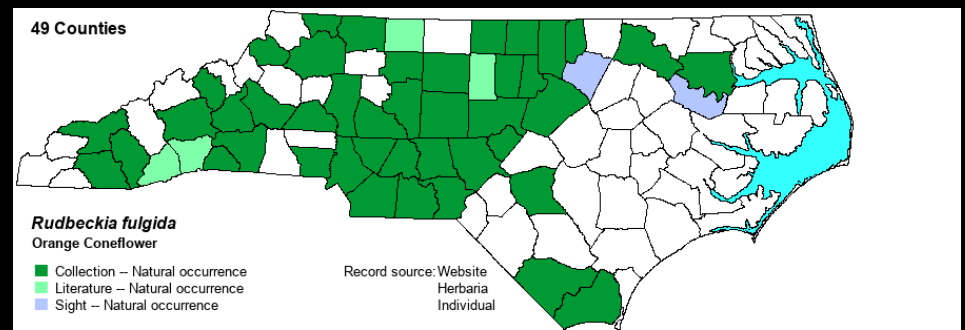 49 Counties
Rudbeckia fulgida
Orange Coneflower
Collection -- Natural occurrence
Literature -- Natural occurrence
Sight -- Natural occurrence
Record source: Website
Herbaria
Individual